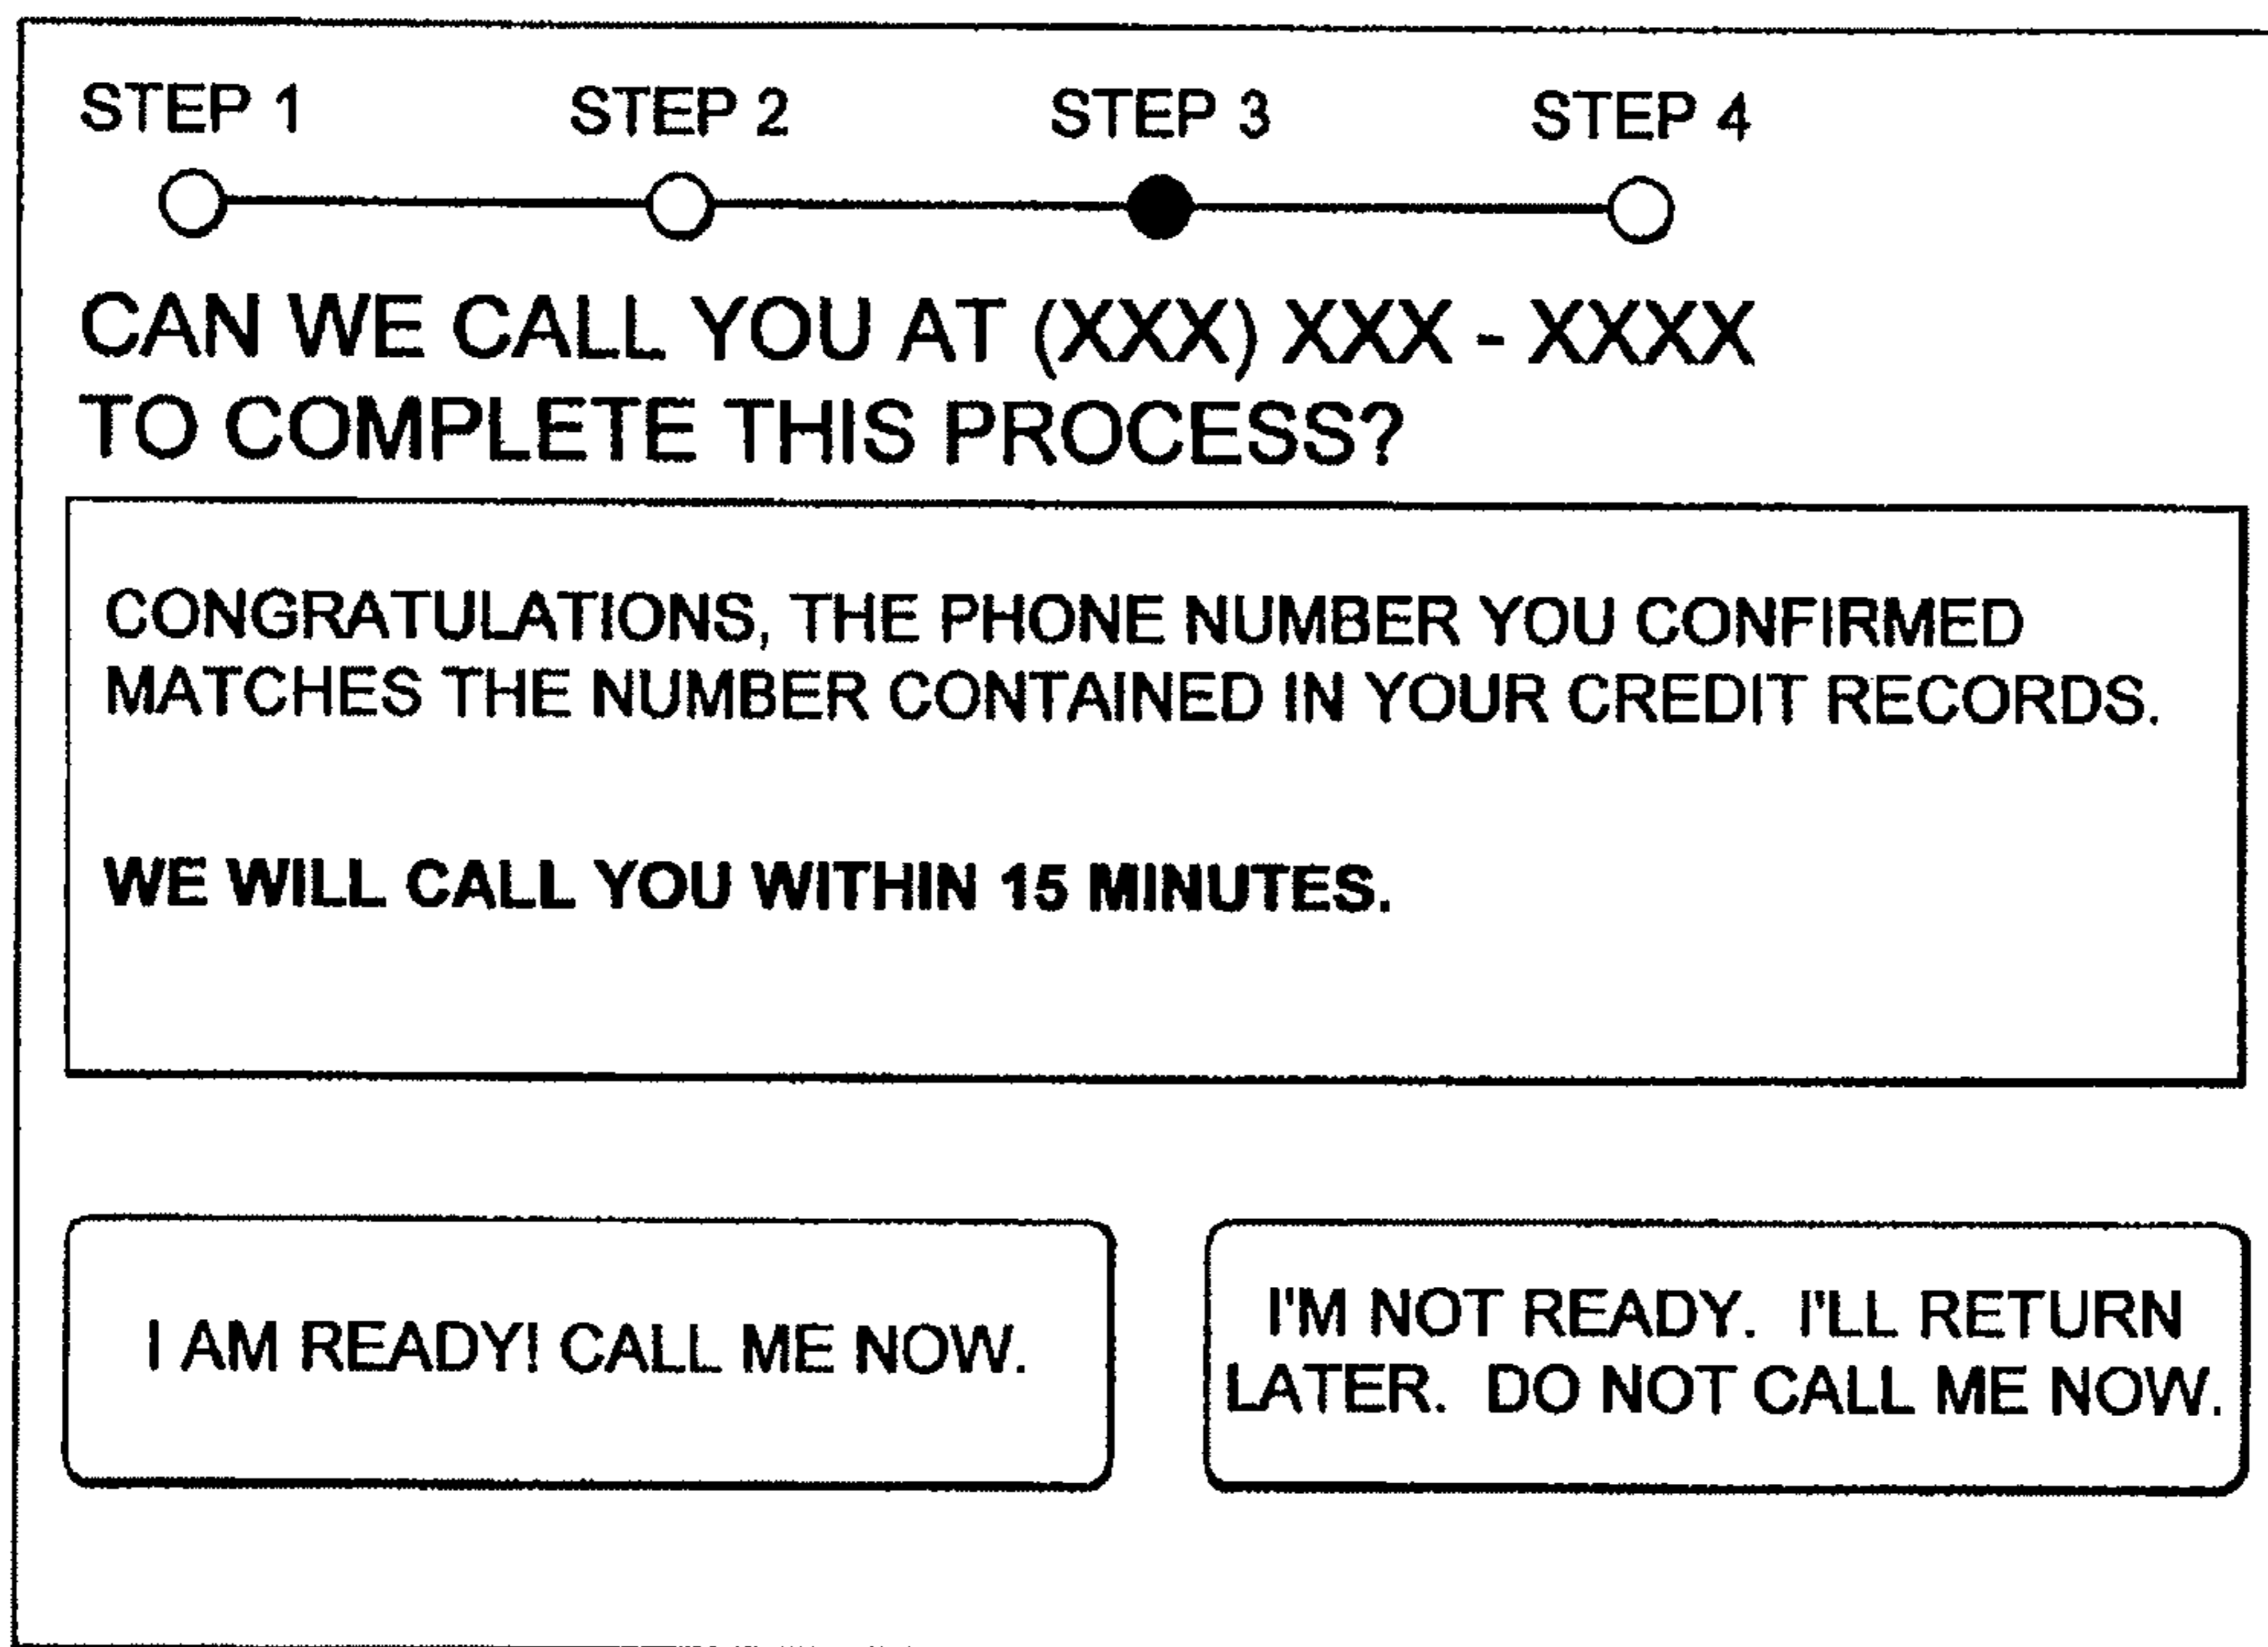 STEP 1 STEP 2 STEP 3 STEP 4
CAN WE CALL YOU AT (XXX) XXX - XXXX
TO COMPLETE THIS PROCESS?
CONGRATULATIONS, THE PHONE NUMBER YOU CONFIRMED
MATCHES THE NUMBER CONTAINED IN YOUR CREDIT RECORDS.
WE WILL CALL YOU WITHIN 15 MINUTES.
I AM READY! CALL ME NOW.
I'M NOT READY.  I'LL RETURN
LATER.  DO NOT CALL ME NOW.